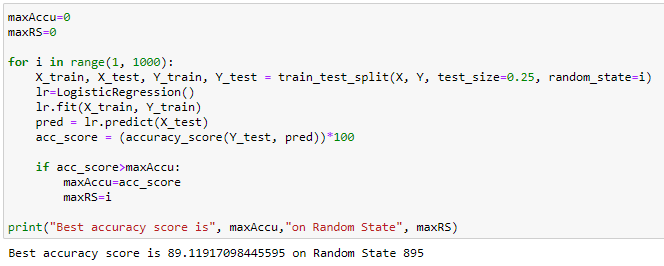 maxAccu=0
maxRS=0
for i in range(1, 1000):
    X_train, X_test, Y_train, Y_test = train_test_split(X, Y, test_size=0.25, random_state=i)
    lr=LogisticRegression()
    lr.fit(X_train, Y_train)
    pred = lr.predict(X_test)
    acc_score = (accuracy_score(Y_test, pred))*100
    if acc_score>maxAccu:
        maxAccu=acc_score
        maxRS=i
print("Best accuracy score is", maxAccu,"on Random State", maxRS)
Best accuracy score is 89.11917098445595 on Random State 895